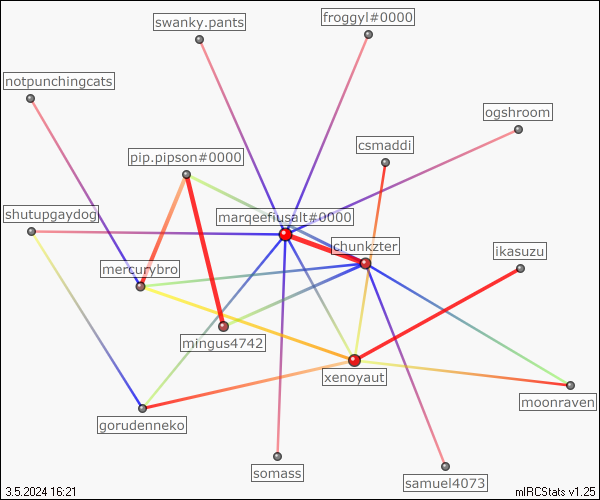 froggyl#0000
swanky.pants
notpunchingcats
ogshroom
csmaddi
pip.pipson#0000
shutupgaydog
marqeefiusalt#0000
chunkzter
ikasuzu
mercurybro
mingus4742
xenoyaut
moonraven
gorudenneko
somass
samuel4073
3.5.2024 16:21
mIRCStats v1.25